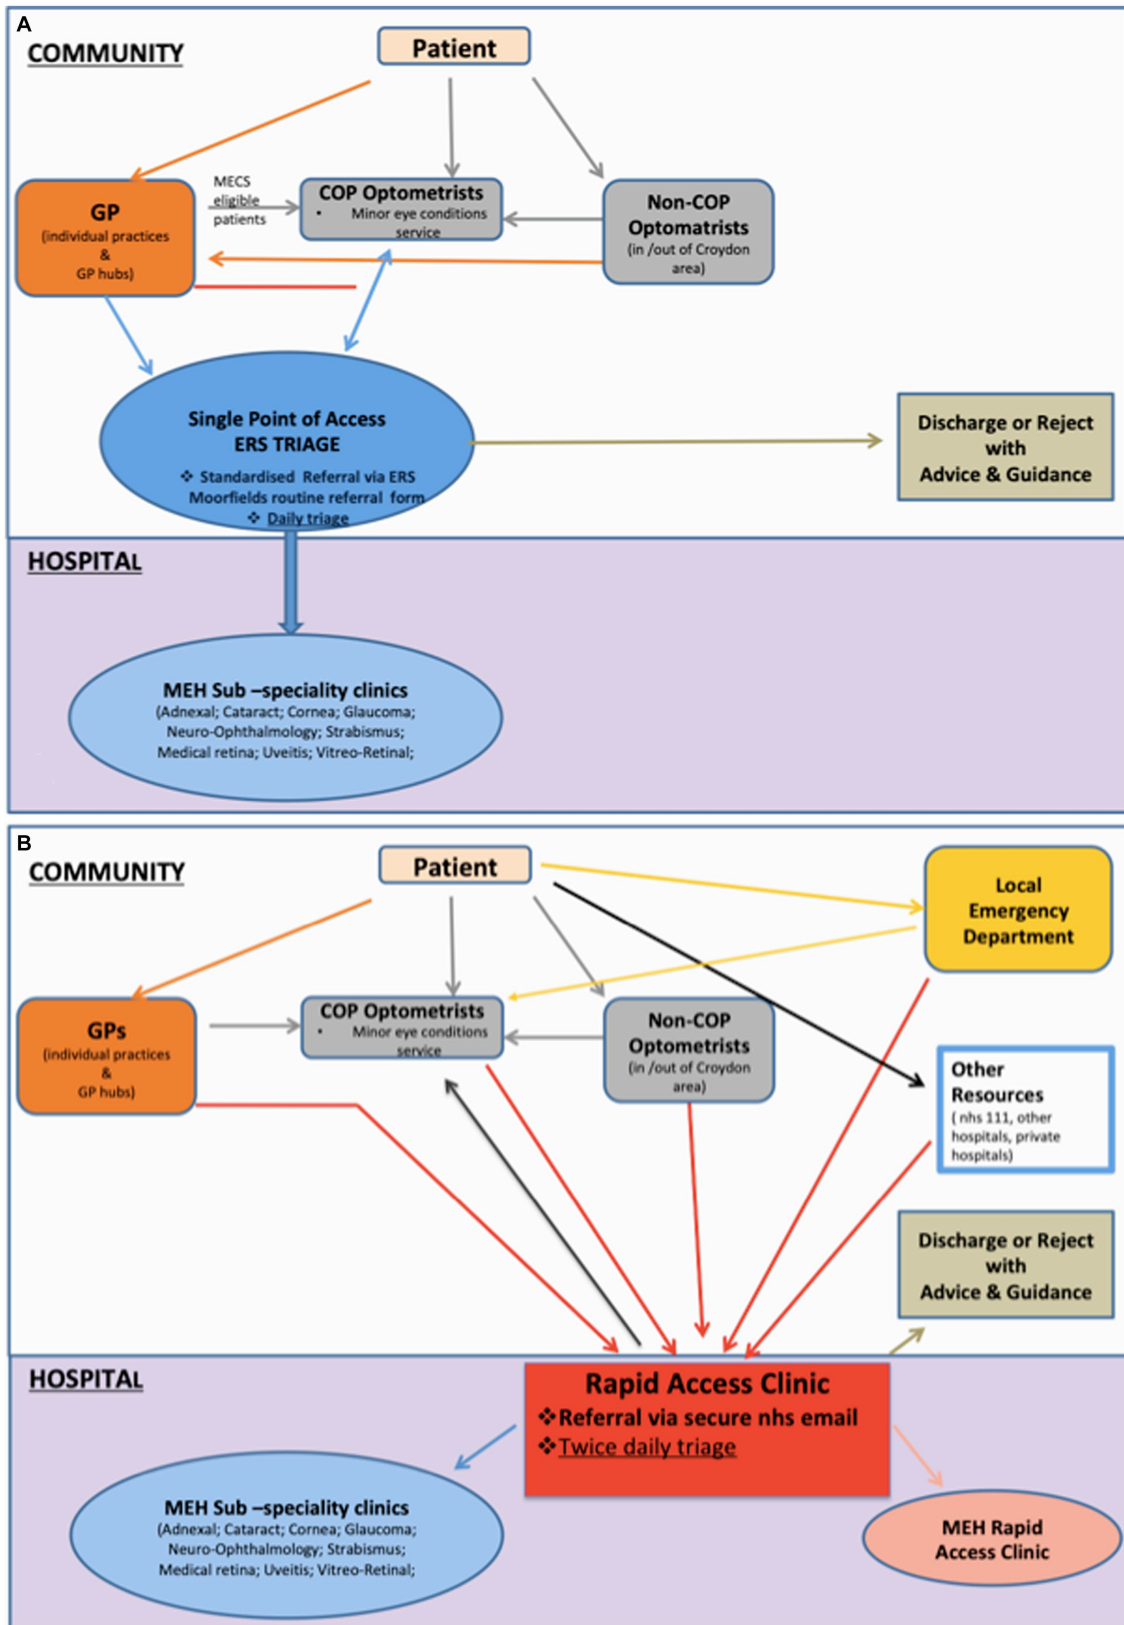 A
COMMUNITY
Patient
GP
(individual practices
&
GP hubs)
MECS
eligible
patients
COP Optometrists
· Minor eye conditions
service
Non-COP
Optomatrists
(in /out of Croydon
area)
Single Point of Access
ERS TRIAGE
❖ Standardised Referral via ERS
Moorfields routine referral form
❖ Daily triage
Discharge or Reject
with
Advice & Guidance
HOSPITAL
MEH Sub –speciality clinics
(Adnexal; Cataract; Cornea; Glaucoma;
Neuro-Ophthalmology; Strabismus;
Medical retina; Uveitis; Vitreo-Retinal;
B
COMMUNITY
Patient
Local
Emergency
Department
GPs
(individual practices
&
GP hubs)
COP Optometrists
· Minor eye conditions
service
Non-COP
Optometrists
(in /out of Croydon
area)
Other
Resources
( nhs 111, other
hospitals, private
hospitals)
Discharge or Reject
with
Advice & Guidance
HOSPITAL
Rapid Access Clinic
❖Referral via secure nhs email
❖Twice daily triage
MEH Sub –speciality clinics
(Adnexal; Cataract; Cornea; Glaucoma;
Neuro-Ophthalmology; Strabismus;
Medical retina; Uveitis; Vitreo-Retinal;
MEH Rapid
Access Clinic